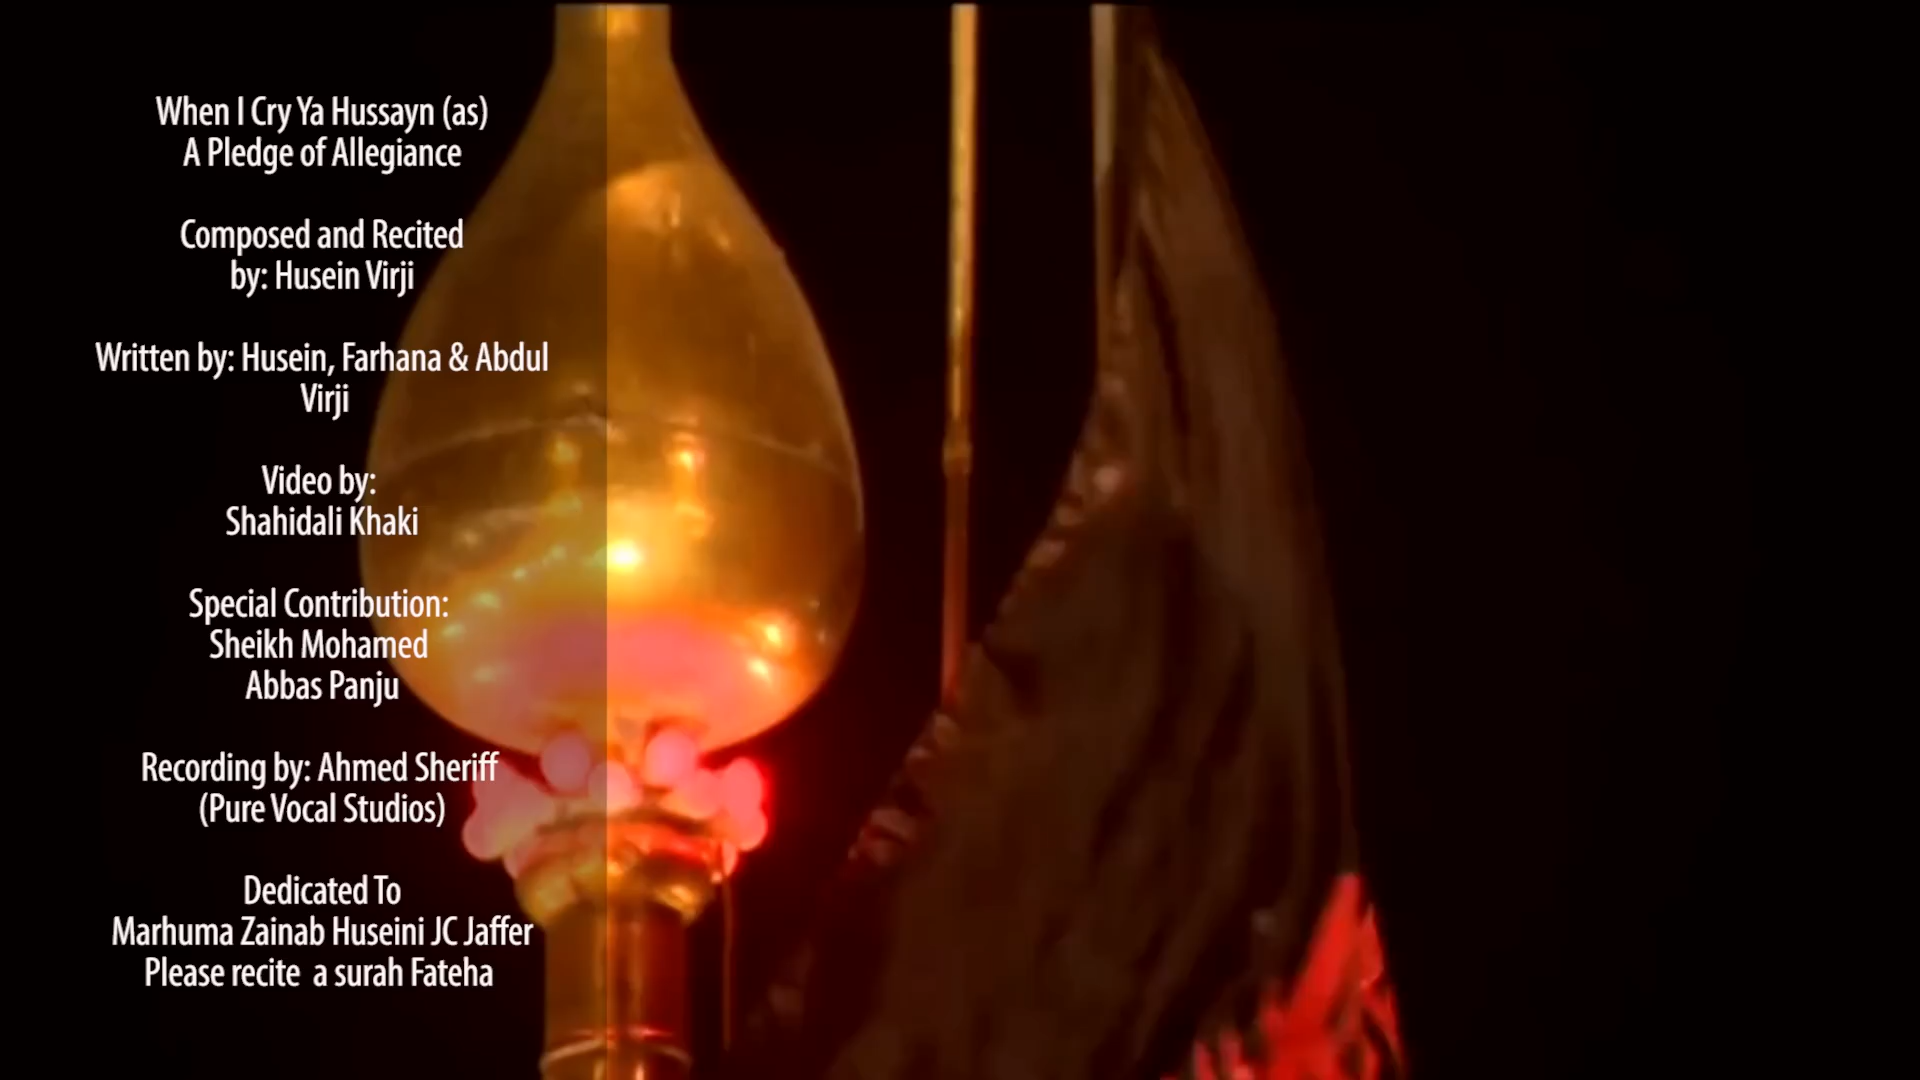 When I Cry Ya Hussayn (as)
A Pledge of Allegiance
Composed and Recited
by: Husein Virji
Written by: Husein, Farhana & Abdul
Virji
Video by:
Shahidali Khaki
Special Contribution:
Sheikh Mohamed
Abbas Panju
Recording by: Ahmed Sheriff
(Pure Vocal Studios)
Dedicated To
Marhuma Zainab Huseini JC Jaffer
Please recite  a surah Fateha